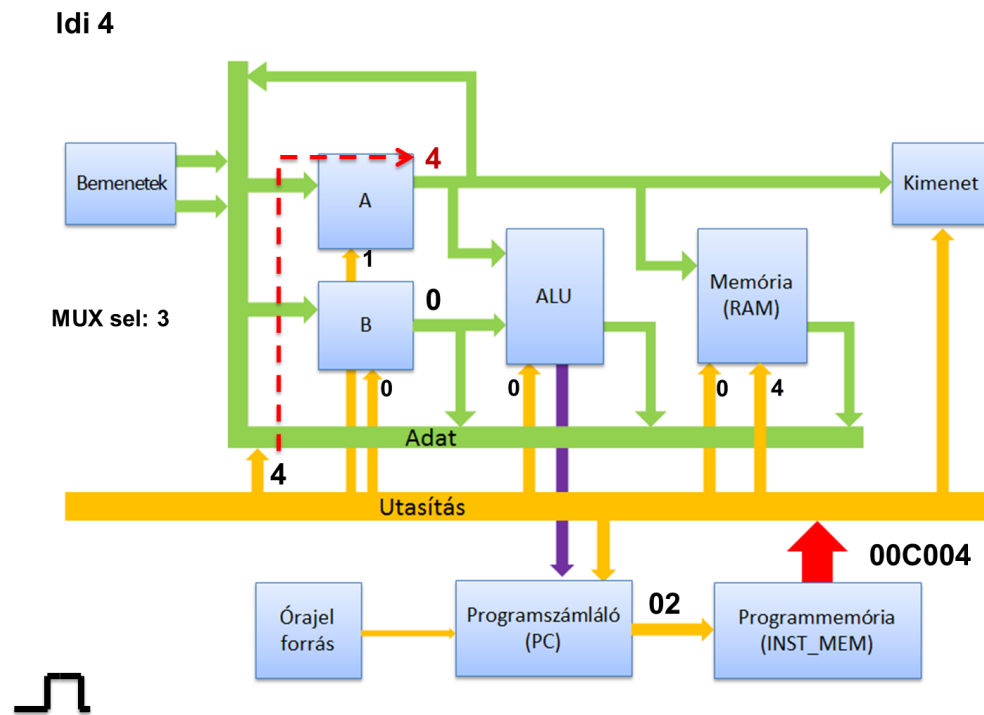 ldi 4
Bemenetek
A
4
Kimenet
1
MUX sel: 3
B
0
ALU
Memória
(RAM)
0
0
0
4
Adat
4
Utasítás
00C004
Órajel
forrás
Programszámláló
(PC)
02
Programmemória
(INST_MEM)